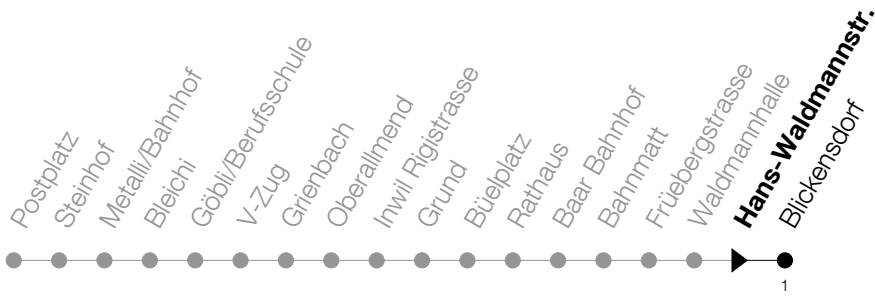 Postplatz
Steinhof
Metalli/Bahnhof
Bleichi
Göbli/Berufsschule
V-Zug
Grienbach
Oberallmend
Inwil Rigistrasse
Grund
Büelplatz
Rathaus
Baar Bahnhof
Bahnmatt
Früebergstrasse
Waldmannhalle
Hans-Waldmannstr.
Blickensdorf
1